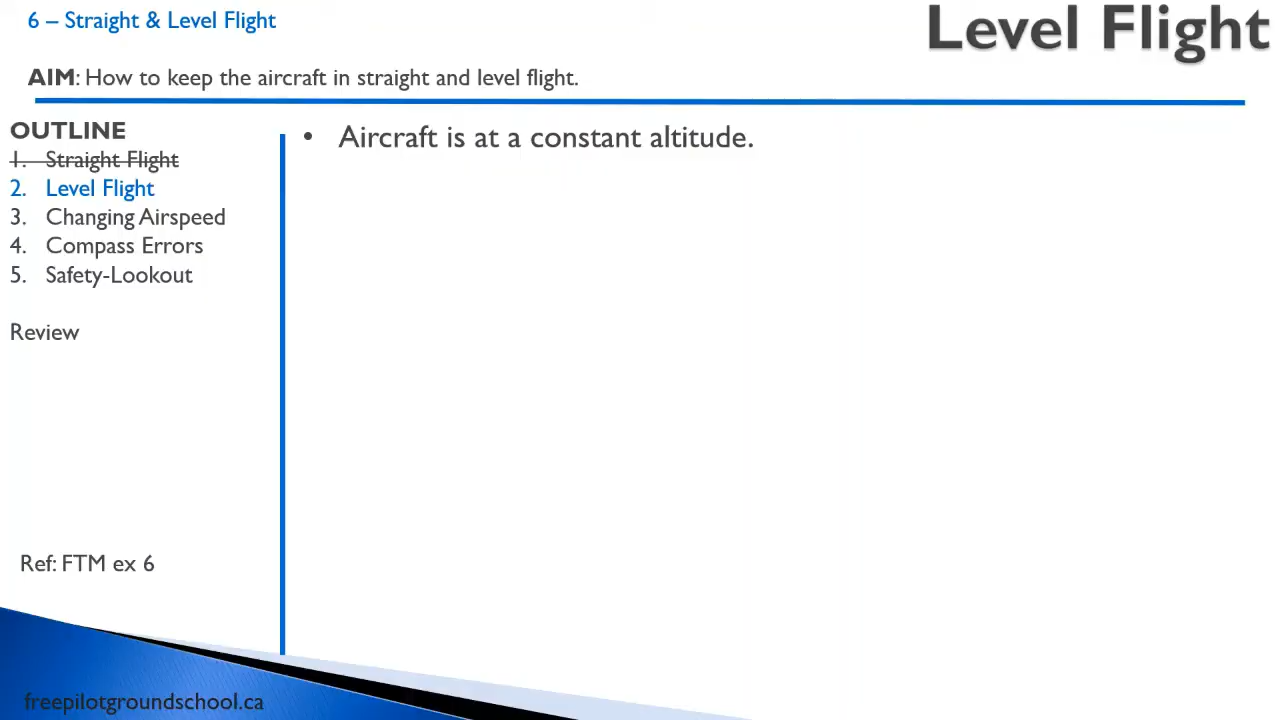 6 – Straight & Level Flight
Level Flight
AIM: How to keep the aircraft in straight and level flight.
OUTLINE
1. Straight Flight
2. Level Flight
3. Changing Airspeed
4. Compass Errors
5. Safety-Lookout
Review
Ref: FTM ex 6
• Aircraft is at a constant altitude.
freepilotgroundschool.ca